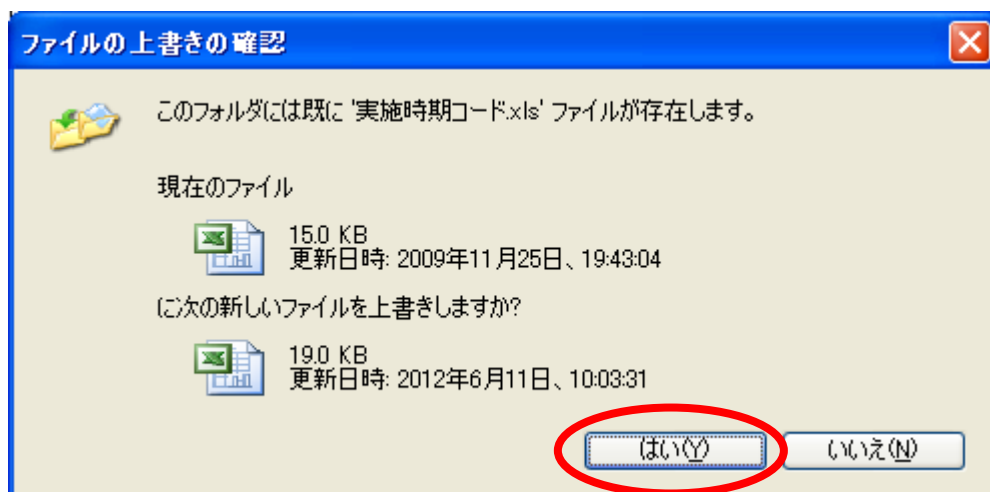 ファイルの上書きの確認
このフォルダには既に '実施時期コード.xls' ファイルが存在します。
現在のファイル
15.0 KB
更新日時: 2009年11月25日、19:43:04
に次の新しいファイルを上書きしますか?
19.0 KB
更新日時: 2012年6月11日、10:03:31
はい(Y) いいえ(N)